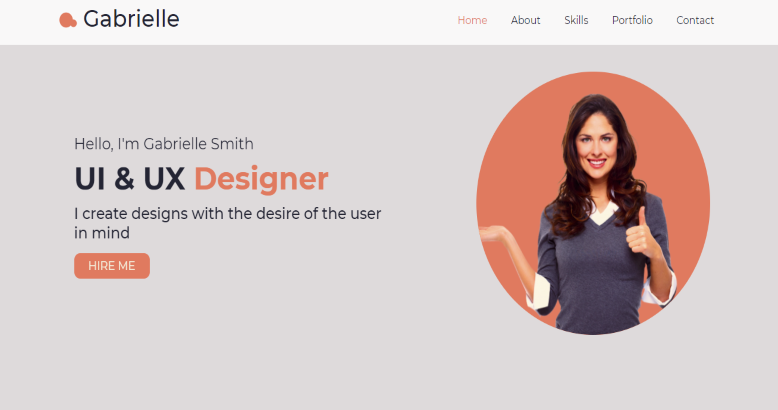 Gabrielle
Home About Skills Portfolio Contact
Hello, I'm Gabrielle Smith
UI & UX Designer
I create designs with the desire of the user
in mind
HIRE ME